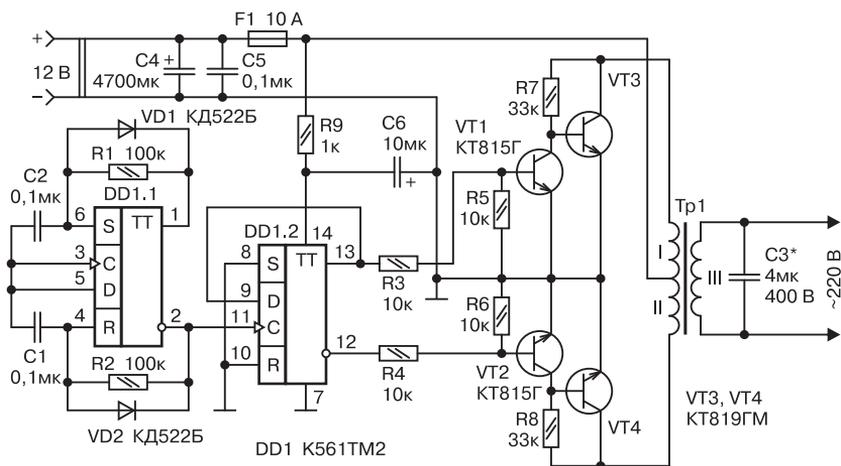 F1 10 А
+
12 В
−
C4 +
4700мк
C5
0,1мк
VD1 КД522Б
R9
1к
C6
10мк
+
R7
33к
VT3
VT1
КТ815Г
R1 100к
C2
0,1мк
DD1.1
6 S TT 1
3 C
5 D
4 R 2
R5
10к
DD1.2
14
8 S TT 13
9 D
11 C
10 R 12
7
R3
10к
R6
10к
R4
10к
Tp1
I
II
III
C3*
4мк
400 В
~220 В
C1
0,1мк
R2 100к
VD2 КД522Б
VT2
КТ815Г
R8
33к
VT4
VT3, VT4
КТ819ГМ
DD1 К561ТМ2